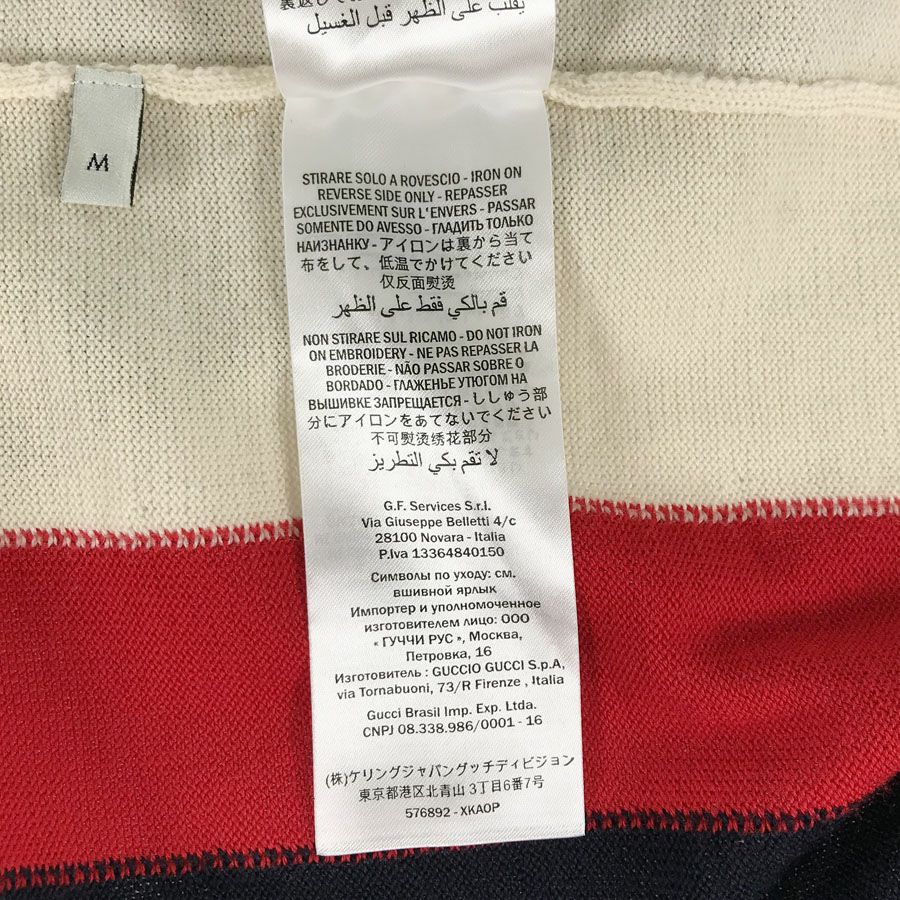 يقلب على الظهر قبل الغسيل
M
STIRARE SOLO A ROVESCIO - IRON ON
REVERSE SIDE ONLY - REPASSER
EXCLUSIVEMENT SUR L'ENVERS - PASSAR
SOMENTE DO AVESSO - ГЛАДИТЬ ТОЛЬКО
НАИЗНАНКУ - アイロンは裏から当て
布をして、低温でかけてください
仅反面熨烫
قم بالكي فقط على الظهر
NON STIRARE SUL RICAMO - DO NOT IRON
ON EMBROIDERY - NE PAS REPASSER LA
BRODERIE - NÃO PASSAR SOBRE O
BORDADO - ГЛАЖЕНЬЕ УТЮГОМ НА
ВЫШИВКЕ ЗАПРЕЩАЕТСЯ - ししゅう部
分にアイロンをあてないでください
不可熨烫绣花部分
لا تقم بكي التطريز
G.F. Services S.r.l.
Via Giuseppe Belletti 4/c
28100 Novara - Italia
P.Iva 13364840150
Символы по уходу: см.
вшивной ярлык
Импортер и уполномоченное
изготовителем лицо: ООО
« ГУЧЧИ РУС », Москва,
Петровка, 16
Изготовитель : GUCCIO GUCCI S.p.A,
via Tornabuoni, 73/R Firenze , Italia
Gucci Brasil Imp. Exp. Ltda.
CNPJ 08.338.986/0001 - 16
(株)ケリングジャパングッチディビジョン
東京都港区北青山 3丁目6番7号
576892 - XKAOP